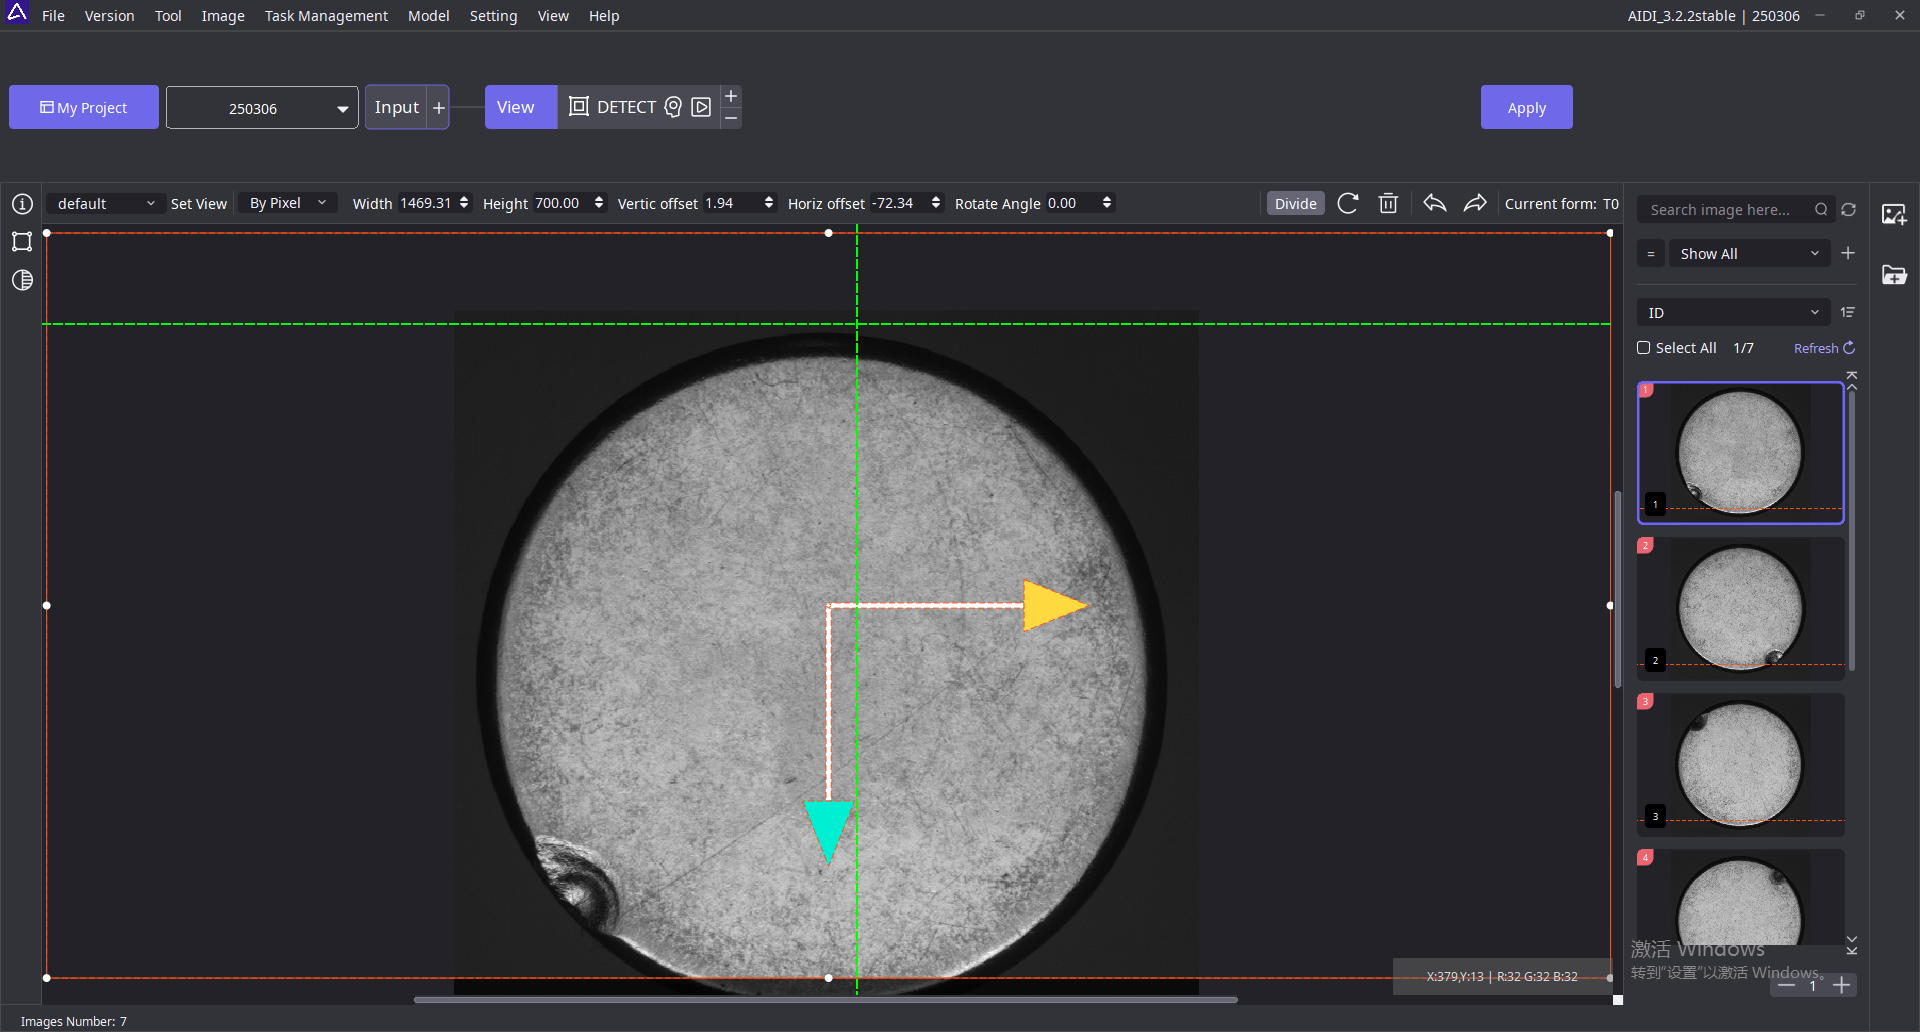 File Version Tool Image Task Management Model Setting View Help AIDI_3.2.2stable | 250306
My Project 250306 Input + View DETECT Apply
default Set View By Pixel Width 1469.31 Height 700.00 Vertic offset 1.94 Horiz offset -72.34 Rotate Angle 0.00 Divide Current form: T0
Search image here...
= Show All
ID
Select All 1/7 Refresh
1
1
2
2
3
3
4
激活 Windows
转到"设置"以激活 Windows。
X:379,Y:13 | R:32 G:32 B:32
1
Images Number: 7